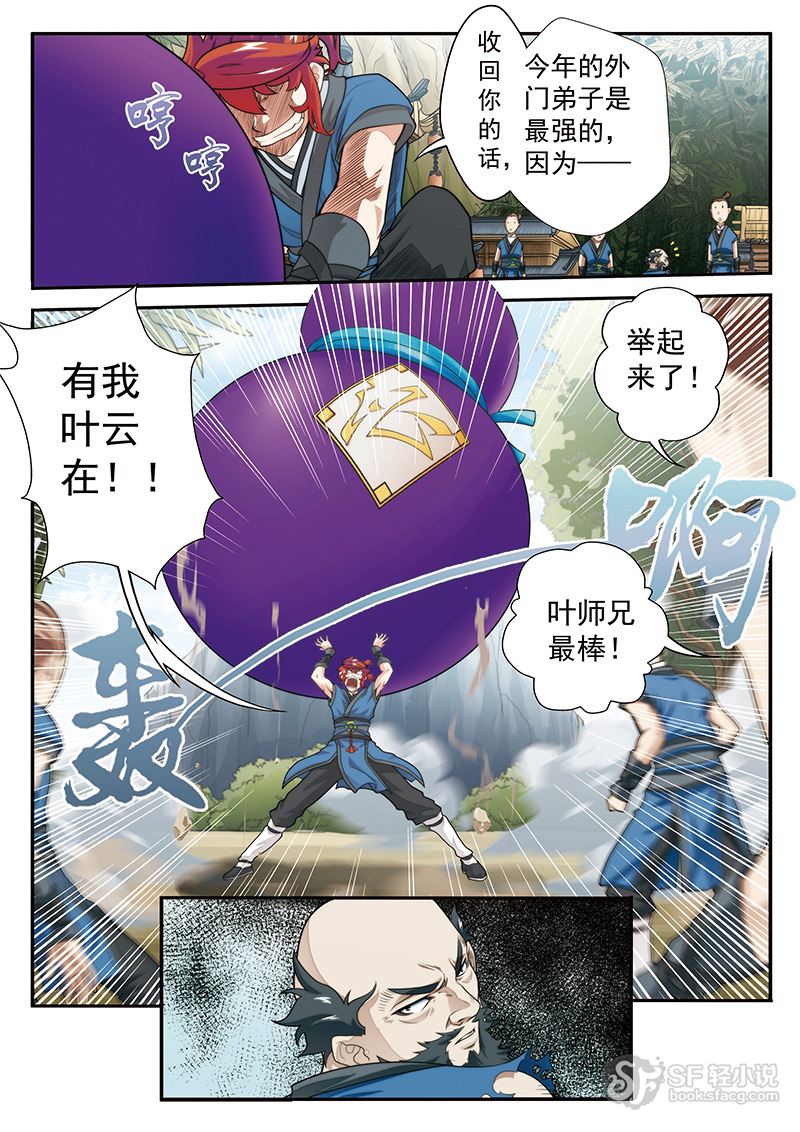 收回你的话，
今年的外
门弟子是
最强的，
因为——
哼
哼
有我
叶云
在！！
举起
来了！
啊
叶师兄
最棒！
轰
SF轻小说
book.sfacg.com